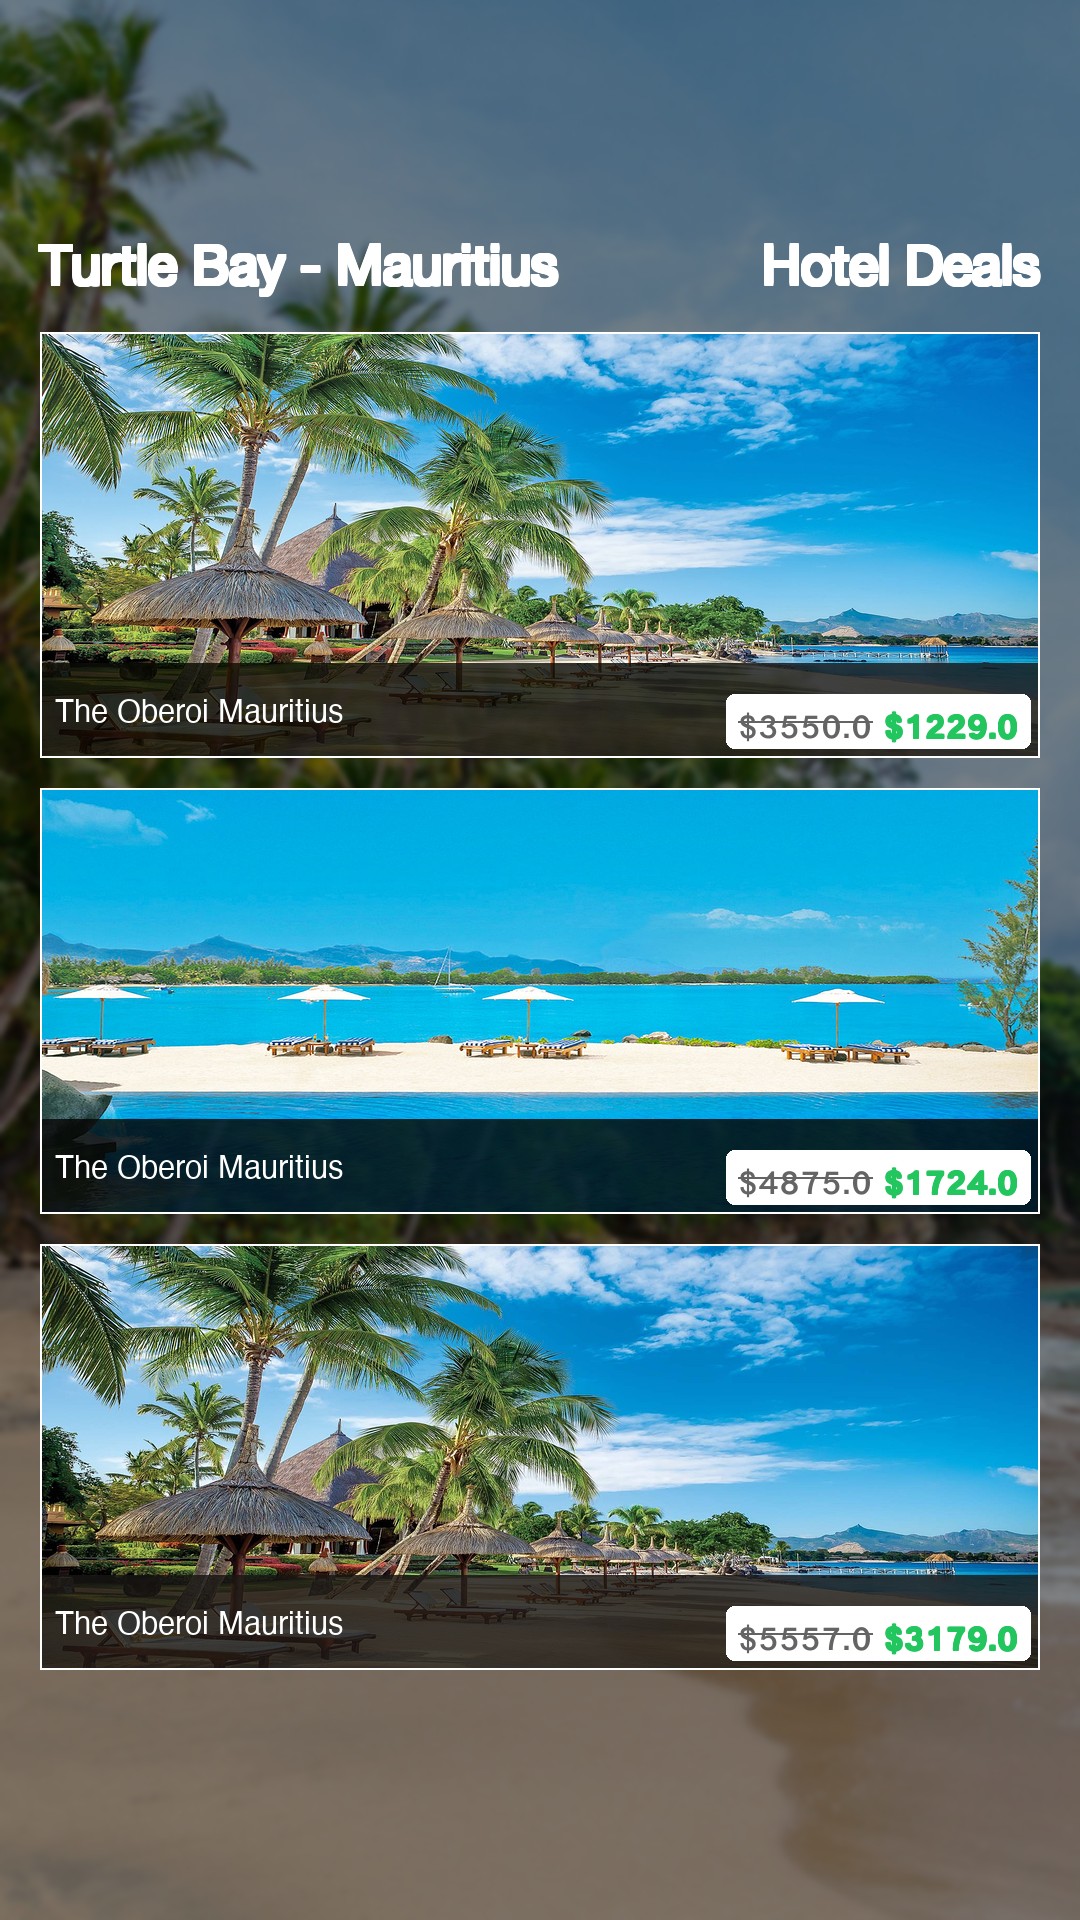 Turtle Bay - Mauritius Hotel Deals
The Oberoi Mauritius
$3550.0 $1229.0
The Oberoi Mauritius
$4875.0 $1724.0
The Oberoi Mauritius
$5557.0 $3179.0